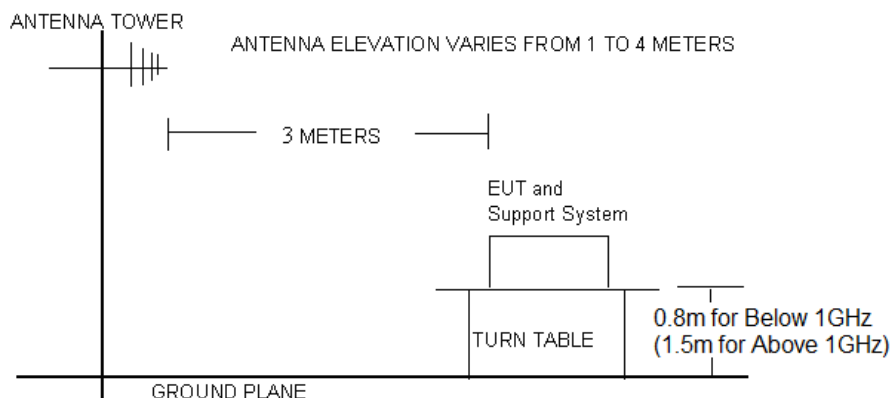 ANTENNA TOWER
ANTENNA ELEVATION VARIES FROM 1 TO 4 METERS
3 METERS
EUT and
Support System
0.8m for Below 1GHz
(1.5m for Above 1GHz)
TURN TABLE
GROUND PLANE